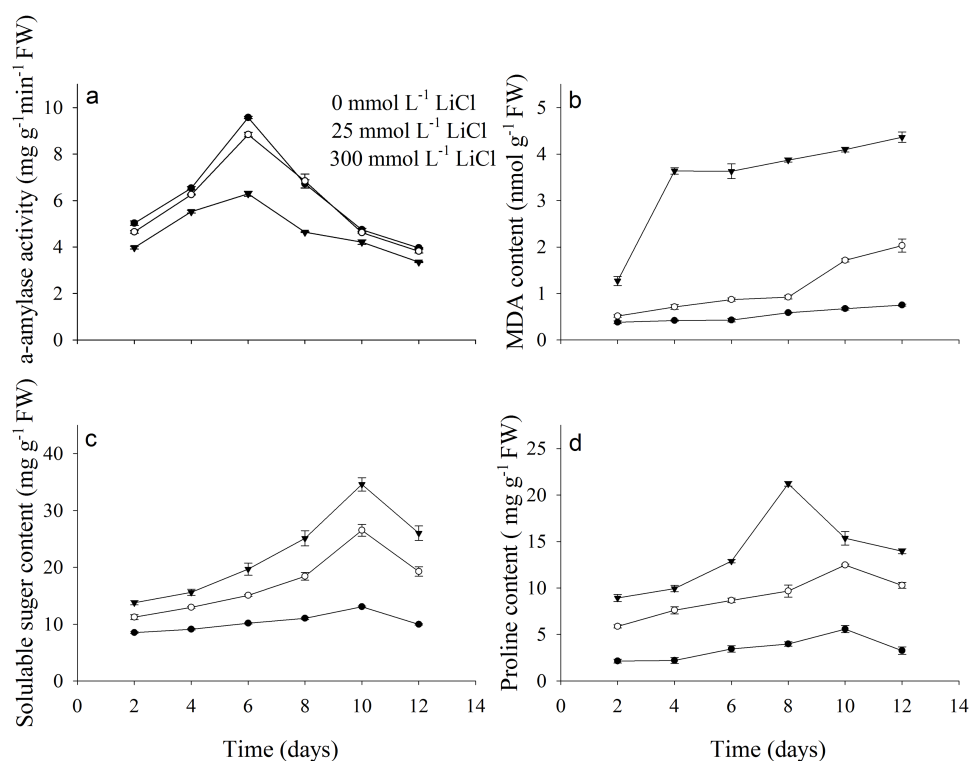 a
a-amylase activity (mg g-1min-1 FW)
10
8
6
4
2
0
0 mmol L-1 LiCl
25 mmol L-1 LiCl
300 mmol L-1 LiCl
b
MDA content (nmol g-1 FW)
5
4
3
2
1
0
c
Solulable suger content (mg g-1 FW)
40
30
20
10
0
0 2 4 6 8 10 12 14
Time (days)
d
Proline content ( mg g-1 FW)
25
20
15
10
5
0
0 2 4 6 8 10 12 14
Time (days)